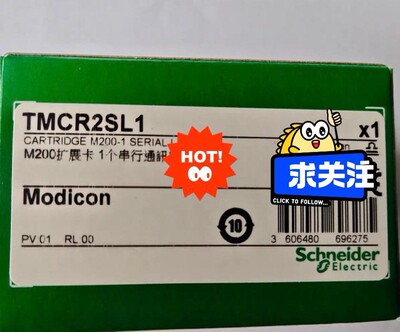 TMCR2SL1
x1
CARTRIDGE M200-1 SERIAL
M200扩展卡 1个串行通訊
HOT!
求关注
CLICK TO FOLLOW...
Modicon
10
PV 01 RL 00
3 606480 696275
Schneider
Electric